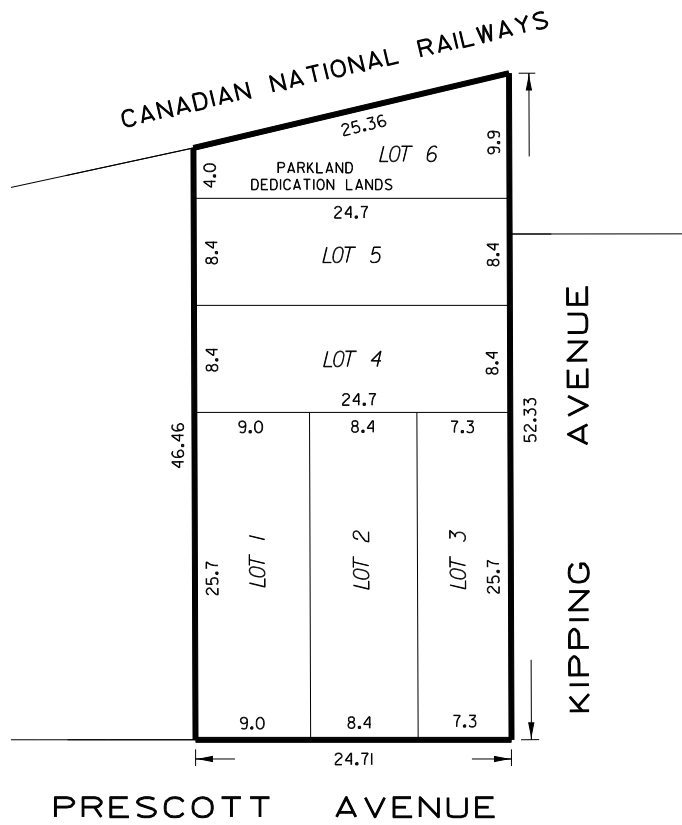 CANADIAN NATIONAL RAILWAYS
25.36
LOT 6
9.9
4.0
PARKLAND
DEDICATION LANDS
24.7
8.4
LOT 5
8.4
8.4
LOT 4
8.4
24.7
9.0
8.4
7.3
46.46
52.33
AVENUE
25.7
LOT 1
LOT 2
LOT 3
25.7
KIPPING
9.0
8.4
7.3
24.71
PRESCOTT AVENUE